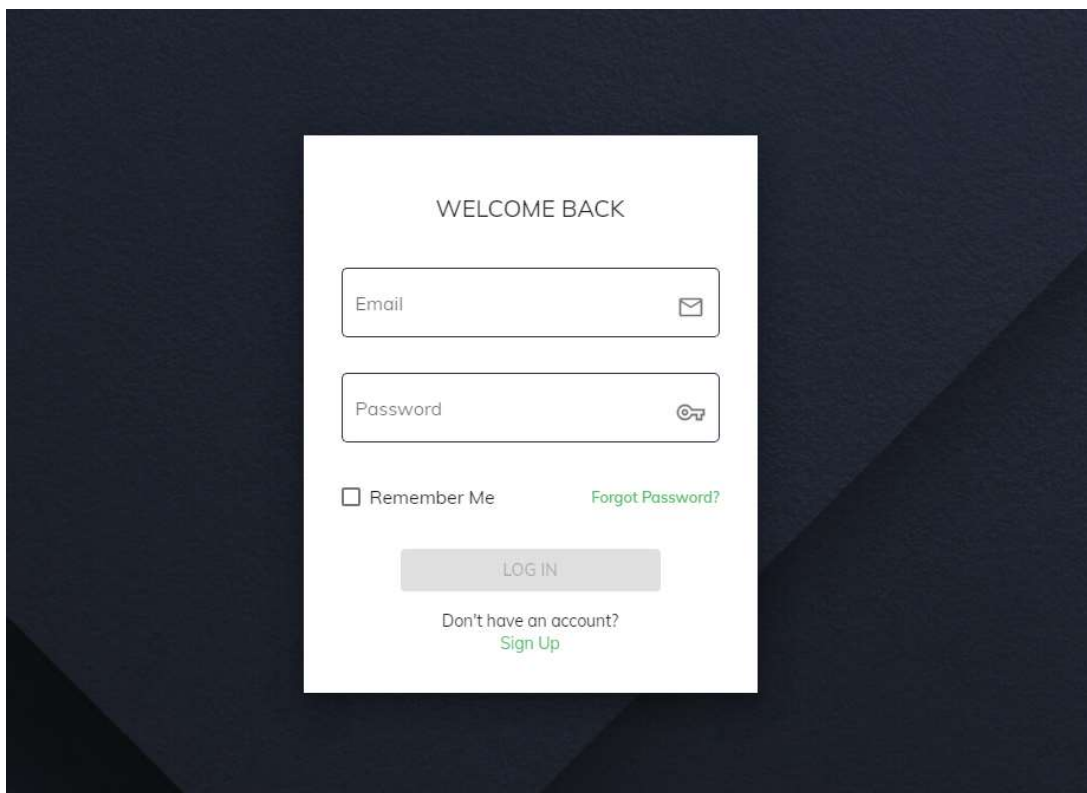 WELCOME BACK
Email
Password
Remember Me Forgot Password?
LOG IN
Don't have an account?
Sign Up